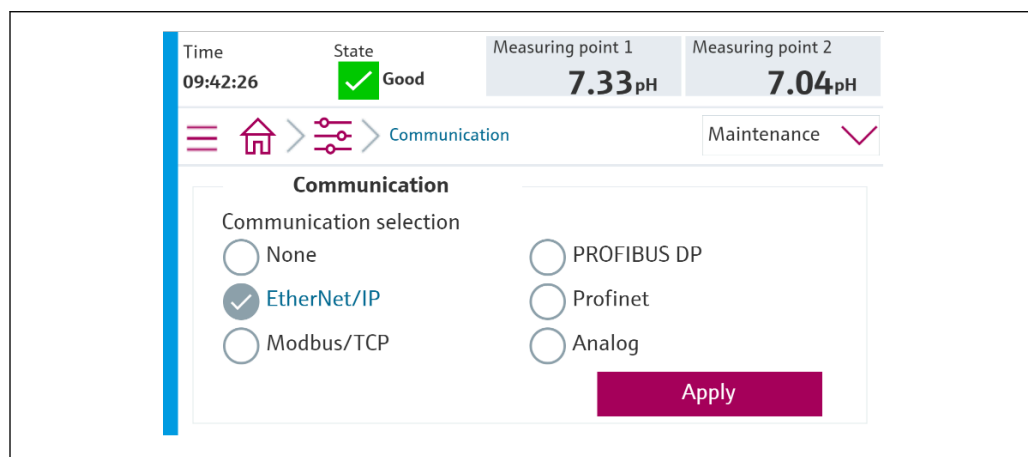 Time State Measuring point 1 Measuring point 2
09:42:26 Good 7.33pH 7.04pH
Communication Maintenance
Communication
Communication selection
None PROFIBUS DP
EtherNet/IP Profinet
Modbus/TCP Analog
Apply